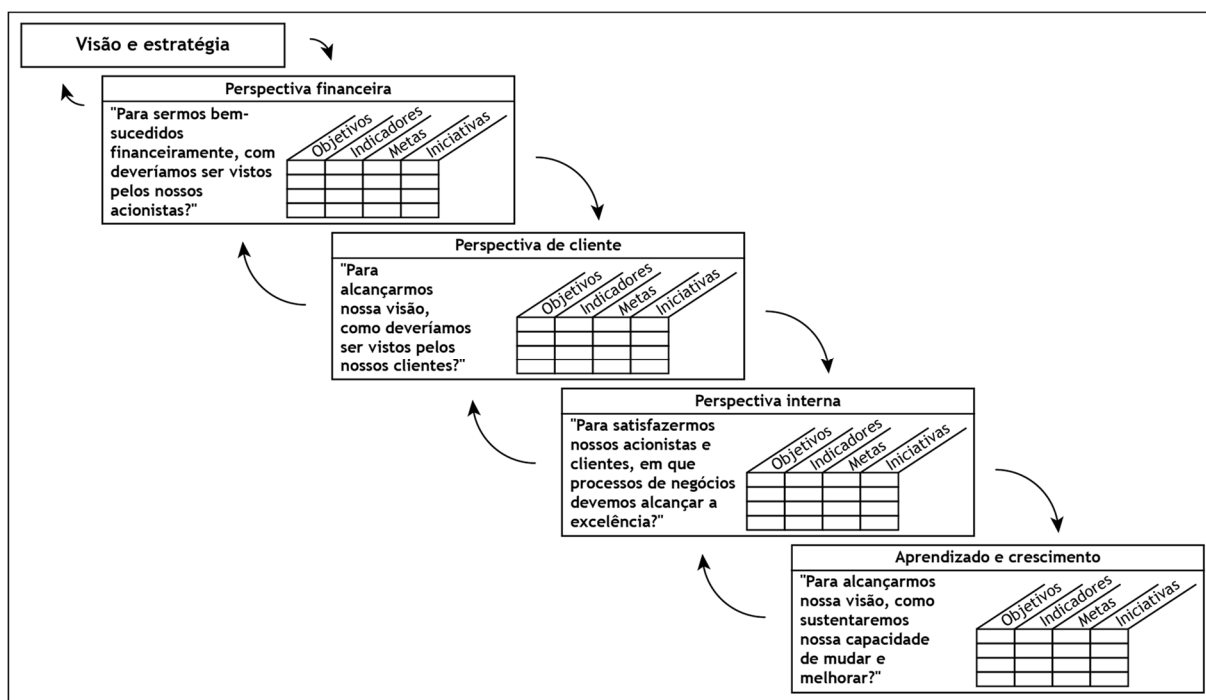 Visão e estratégia
Perspectiva financeira
"Para sermos bem-
sucedidos
financeiramente, com
deveríamos ser vistos
pelos nossos
acionistas?"
Objetivos
Indicadores
Metas
Iniciativas
Perspectiva de cliente
"Para
alcançarmos
nossa visão,
como deveríamos
ser vistos pelos
nossos clientes?"
Objetivos
Indicadores
Metas
Iniciativas
Perspectiva interna
"Para satisfazermos
nossos acionistas e
clientes, em que
processos de negócios
devemos alcançar a
excelência?"
Objetivos
Indicadores
Metas
Iniciativas
Aprendizado e crescimento
"Para alcançarmos
nossa visão, como
sustentaremos
nossa capacidade
de mudar e
melhorar?"
Objetivos
Indicadores
Metas
Iniciativas